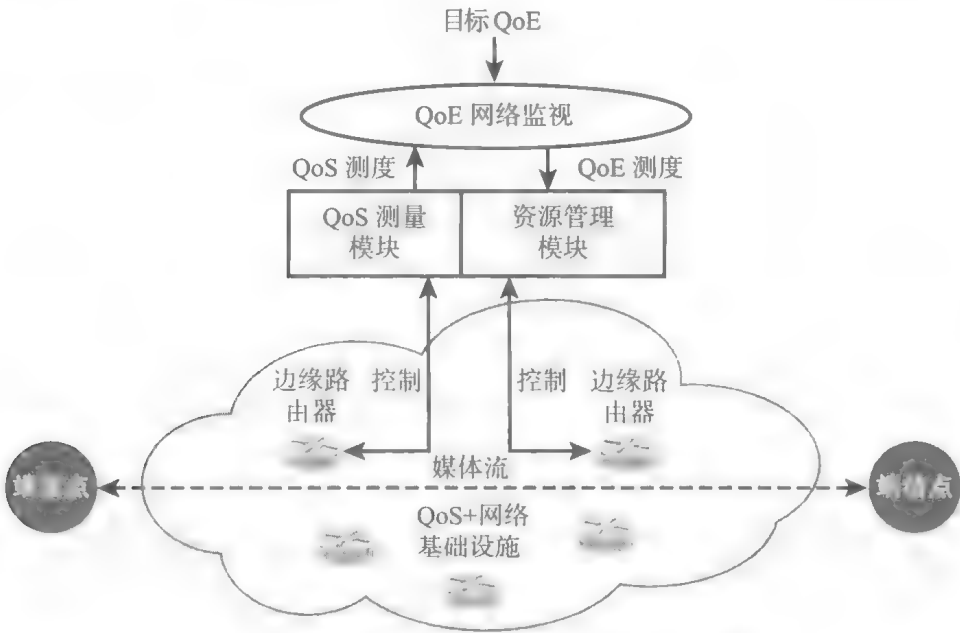 目标 QoE
QoE 网络监视
QoS 测度
QoE 测度
QoS 测量
模块
资源管理
模块
边缘路
由器
控制
控制
边缘路
由器
媒体流
QoS+网络
基础设施